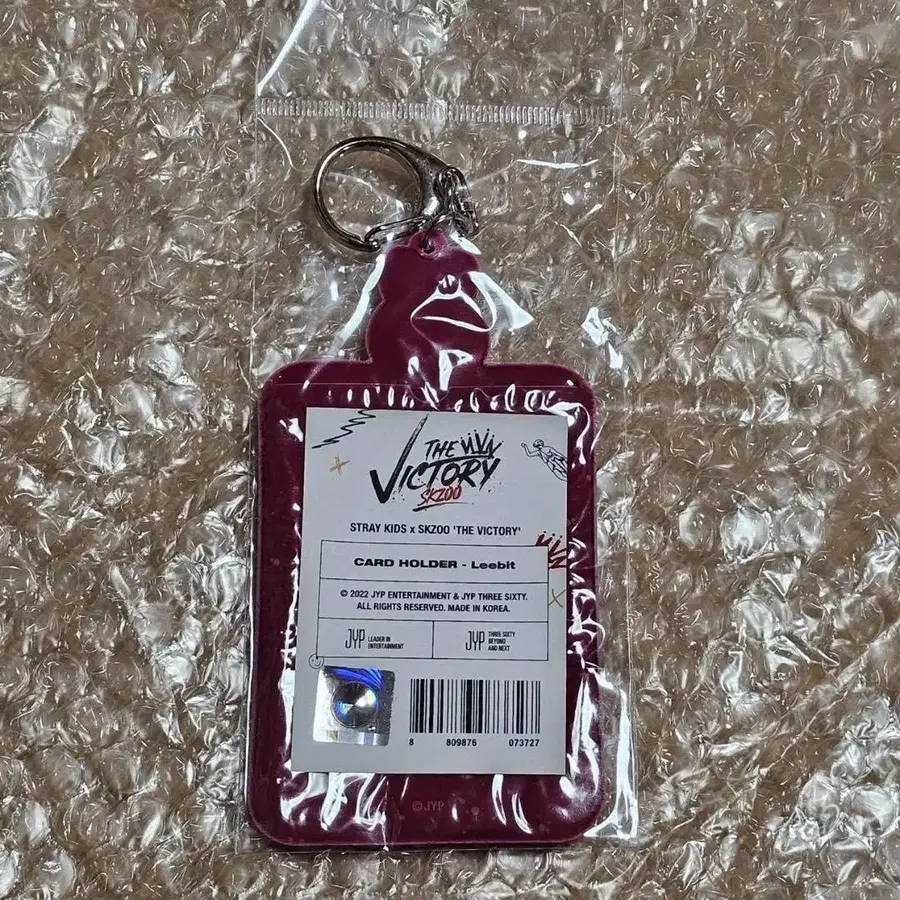 THE
VICTORY
SKZOO
STRAY KIDS x SKZOO 'THE VICTORY'
CARD HOLDER - Leebit
© 2022 JYP ENTERTAINMENT & JYP THREE SIXTY.
ALL RIGHTS RESERVED. MADE IN KOREA.
JYP LEADER IN
ENTERTAINMENT
JYP THREE SIXTY
BEYOND
AND NEXT
8 809876 073727
©JYP